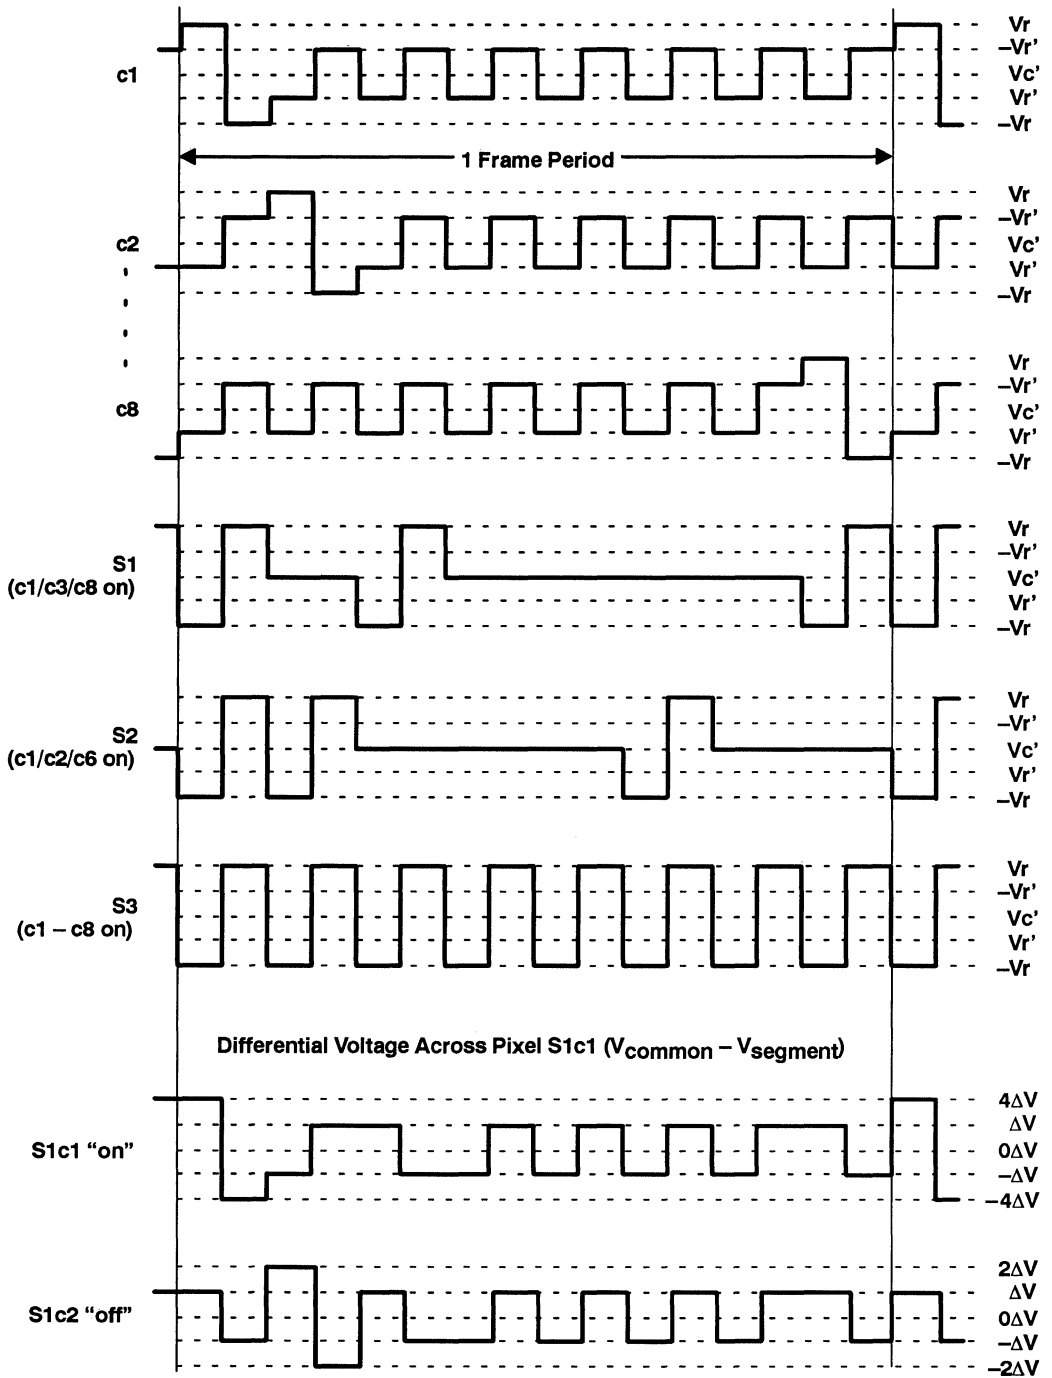 Vr
–Vr'
c1
Vc'
Vr'
–Vr
1 Frame Period
Vr
–Vr'
c2
Vc'
Vr'
–Vr
Vr
–Vr'
c8
Vc'
Vr'
–Vr
Vr
–Vr'
S1
(c1/c3/c8 on)
Vc'
Vr'
–Vr
Vr
–Vr'
S2
(c1/c2/c6 on)
Vc'
Vr'
–Vr
Vr
–Vr'
S3
(c1 – c8 on)
Vc'
Vr'
–Vr
Differential Voltage Across Pixel S1c1 (Vcommon – Vsegment)
4ΔV
ΔV
S1c1 “on”
0ΔV
–ΔV
–4ΔV
2ΔV
ΔV
S1c2 “off”
0ΔV
–ΔV
–2ΔV